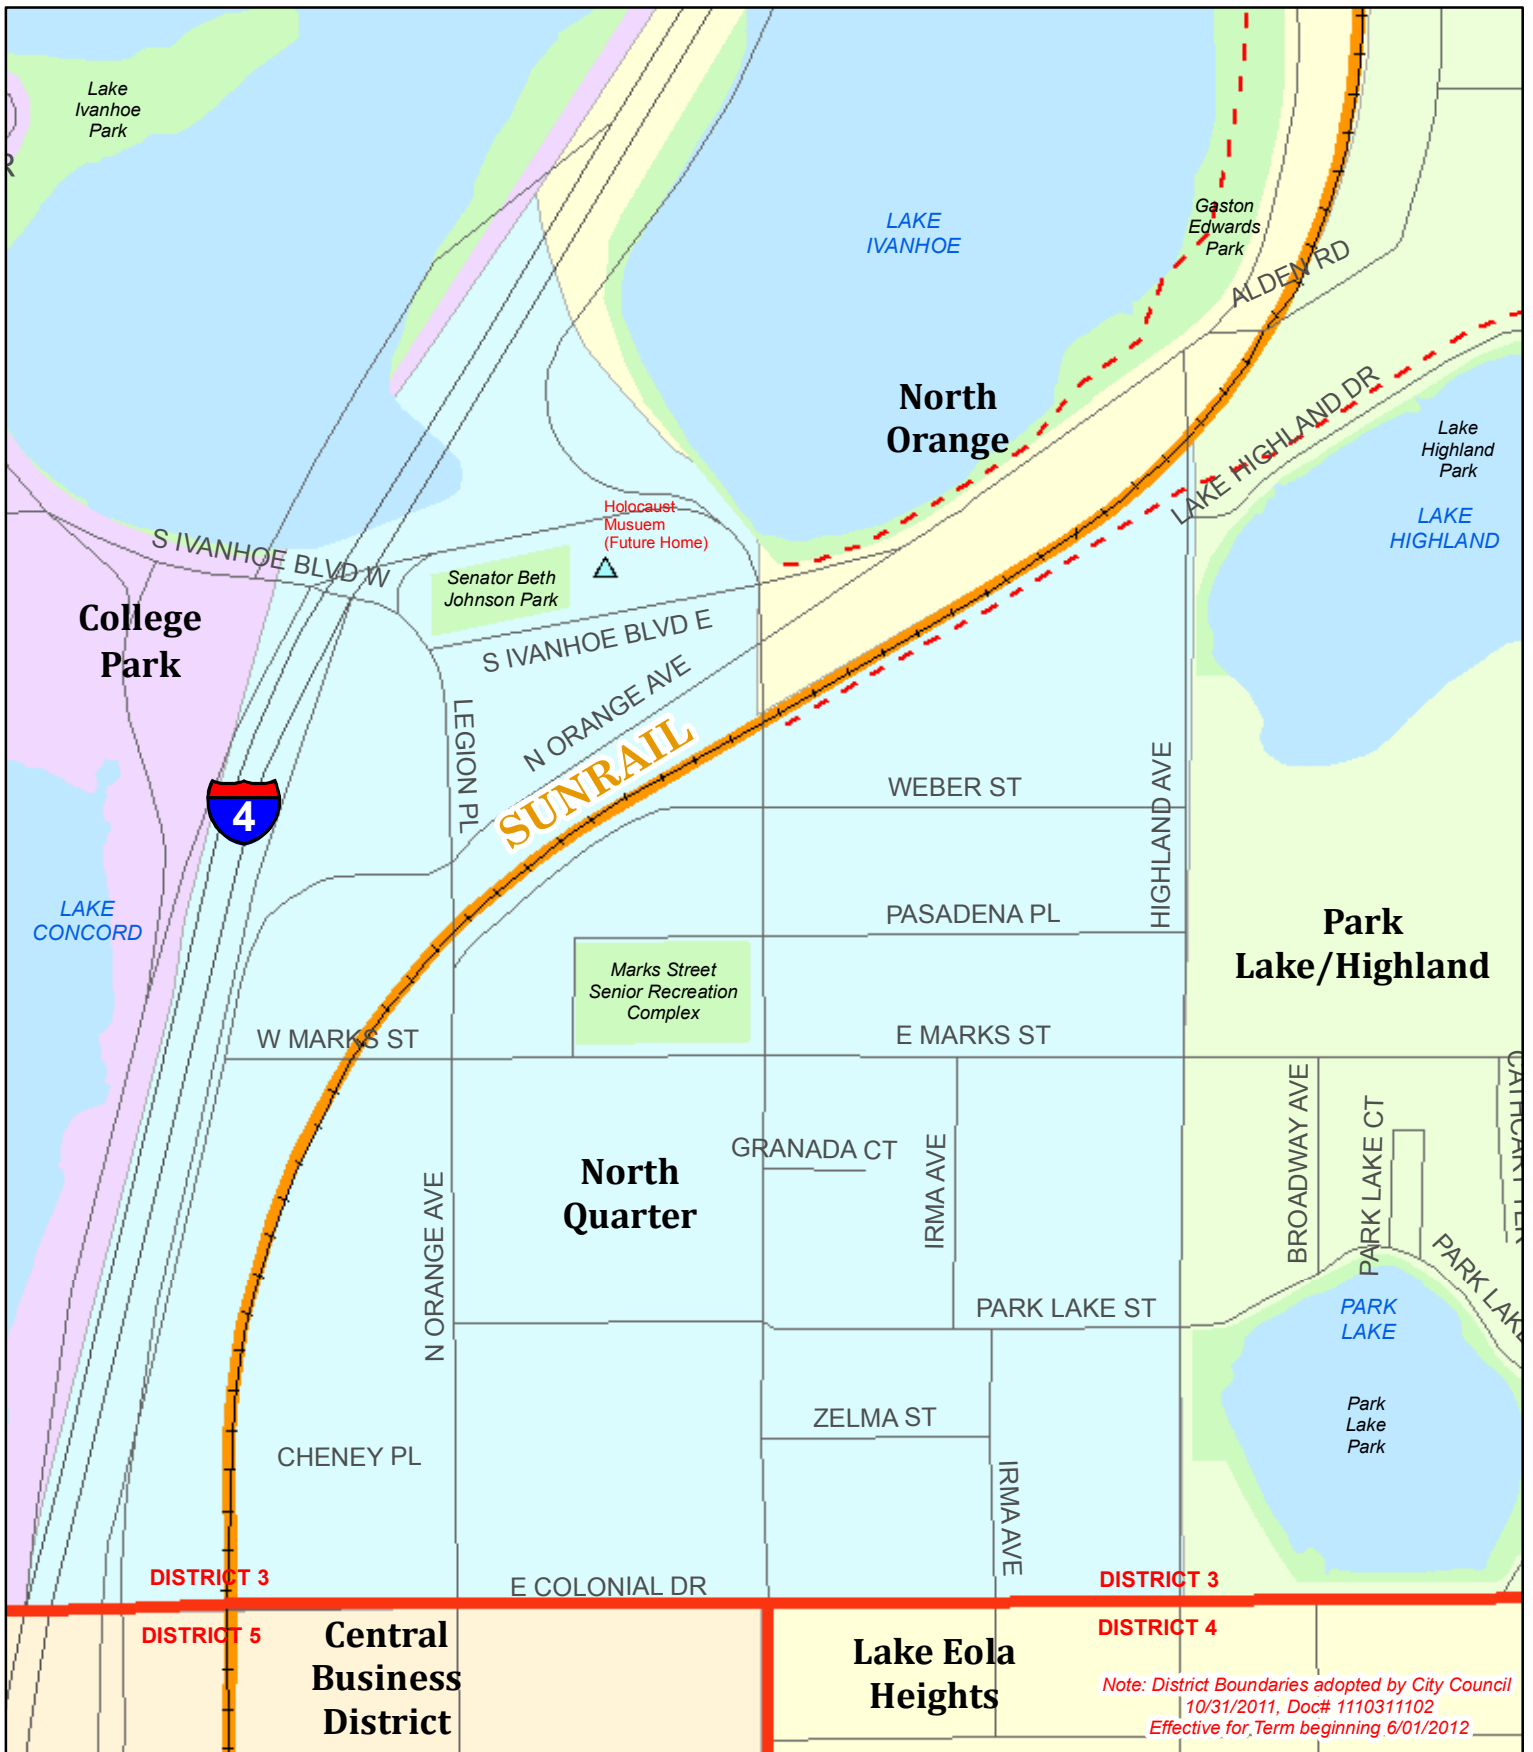 Lake
Ivanhoe
Park
R
LAKE
IVANHOE
Gaston
Edwards
Park
ALDEN RD
North
Orange
LAKE HIGHLAND DR
Lake
Highland
Park
LAKE
HIGHLAND
Holocaust
Musuem
(Future Home)
S IVANHOE BLVD W
Senator Beth
Johnson Park
College
Park
S IVANHOE BLVD E
N ORANGE AVE
LEGION PL
SUNRAIL
4
WEBER ST
HIGHLAND AVE
LAKE
CONCORD
PASADENA PL
Park
Lake/Highland
Marks Street
Senior Recreation
Complex
W MARKS ST
E MARKS ST
BROADWAY AVE
PARK LAKE CT
CATHCART TER
GRANADA CT
IRMA AVE
North
Quarter
N ORANGE AVE
PARK LAKE
PARK LAKE ST
PARK
LAKE
Park
Lake
Park
ZELMA ST
CHENEY PL
IRMA AVE
DISTRICT 3
E COLONIAL DR
DISTRICT 3
DISTRICT 5
DISTRICT 4
Central
Business
District
Lake Eola
Heights
Note: District Boundaries adopted by City Council
10/31/2011, Doc# 1110311102
Effective for Term beginning 6/01/2012